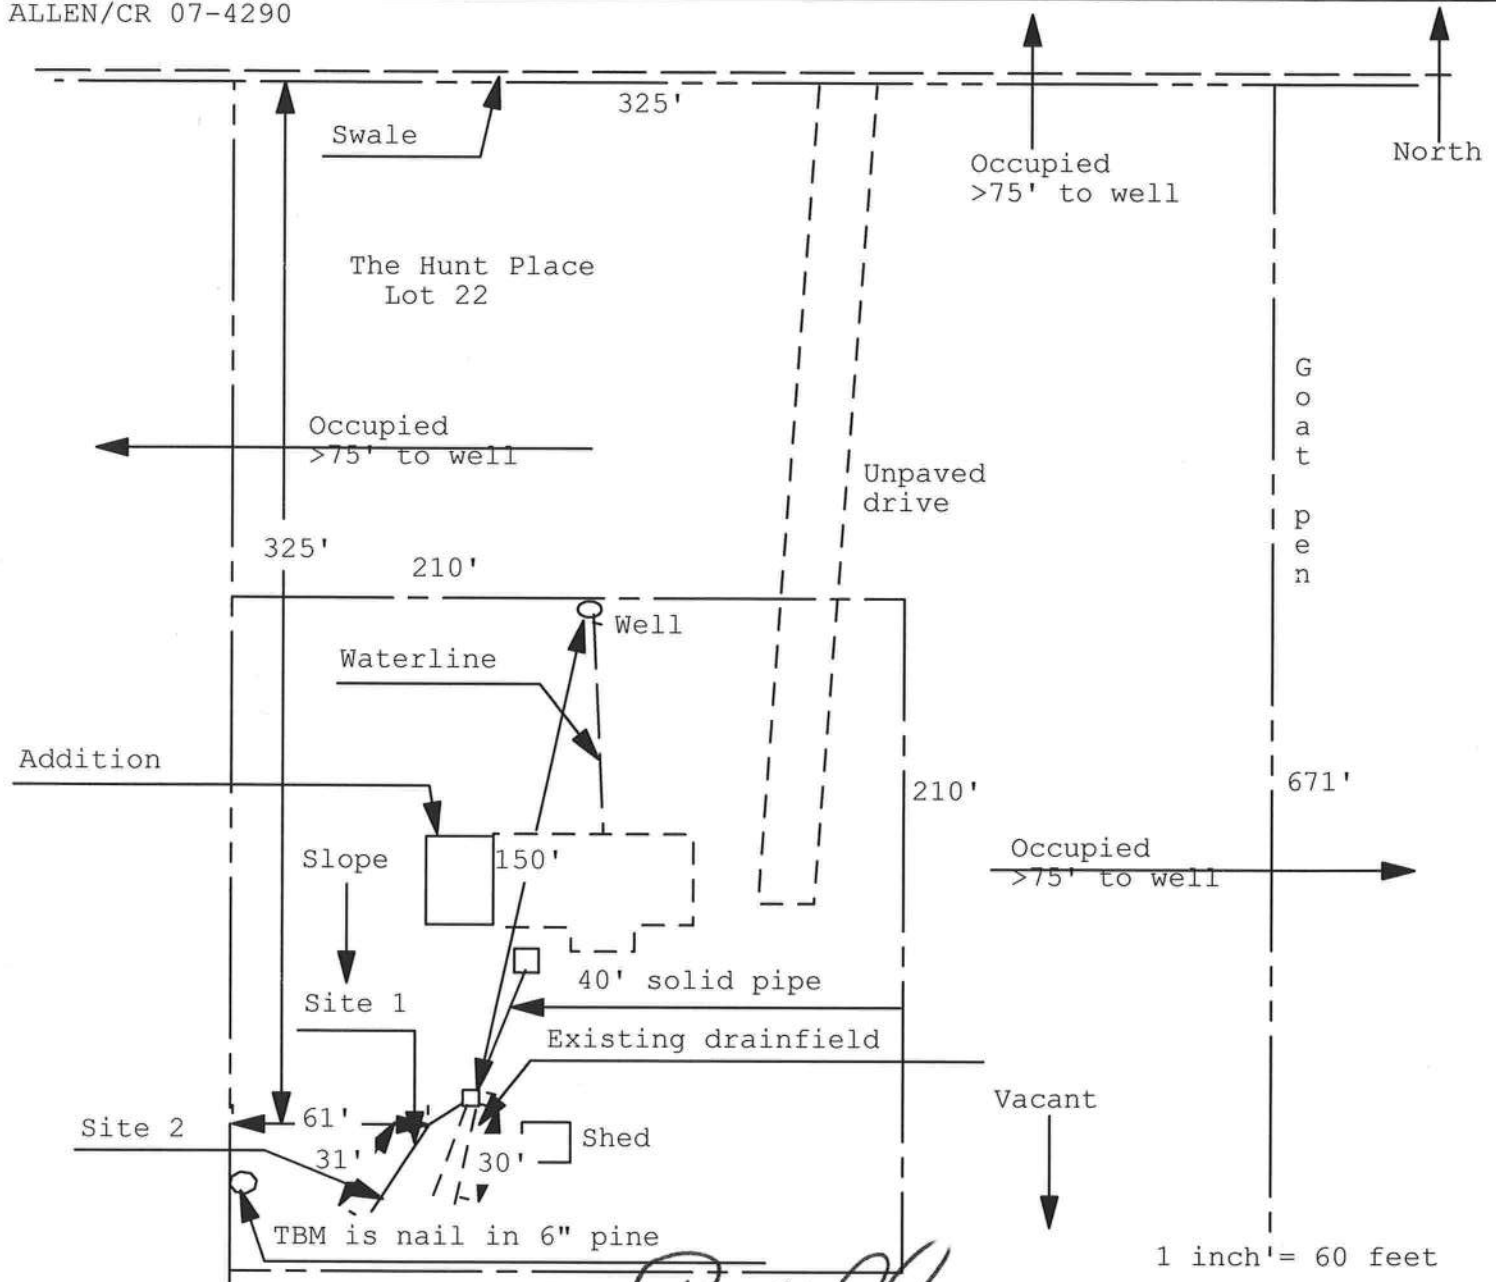 ALLEN/CR 07-4290
325'
Swale
North
Occupied
>75' to well
The Hunt Place
Lot 22
Goat pen
Occupied
>75' to well
Unpaved
drive
325'
210'
Well
Waterline
Addition
210'
671'
Slope
150'
Occupied
>75' to well
40' solid pipe
Site 1
Existing drainfield
Vacant
61'
Site 2
Shed
31'
30'
TBM is nail in 6" pine
1 inch = 60 feet